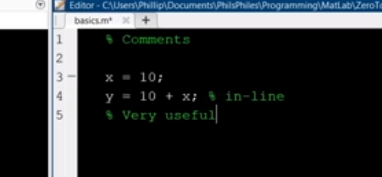 Editor - C:\Users\Phillip\Documents\PhilsPhiles\Programming\MatLab\ZeroTo
basics.m* × +
1 % Comments
2
3 - x = 10;
4 y = 10 + x; % in-line
5 % Very useful